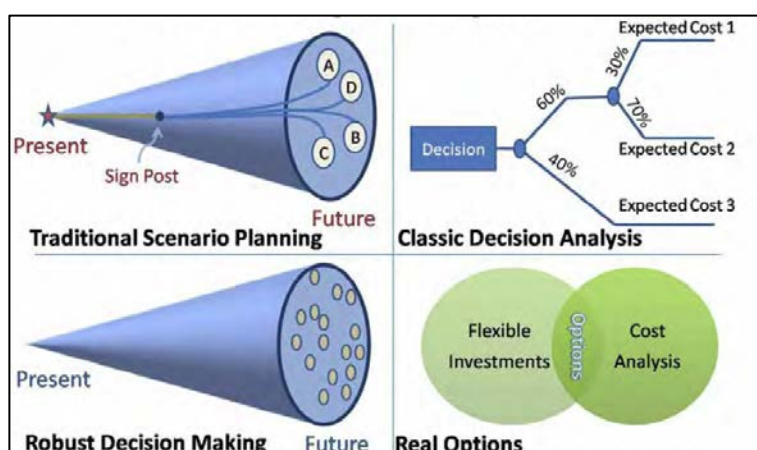 A
D
B
C
Present
Sign Post
Future
Traditional Scenario Planning
Expected Cost 1
30%
60%
70%
Decision
Expected Cost 2
40%
Expected Cost 3
Classic Decision Analysis
Present
Robust Decision Making
Future
Flexible
Investments
Options
Cost
Analysis
Real Options